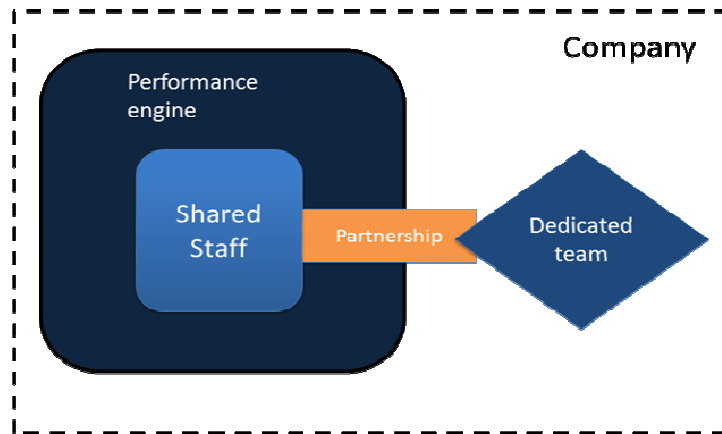 Company
Performance
engine
Shared
Staff
Partnership
Dedicated
team